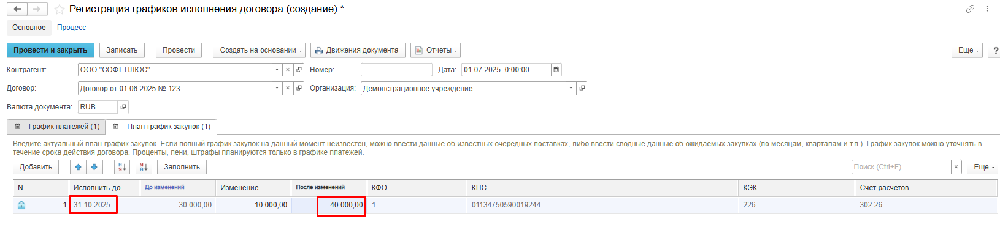 Регистрация графиков исполнения договора (создание) *
Основное Процесс
Провести и закрыть Записать Провести Создать на основании Движения документа Отчеты Еще ?
Контрагент: ООО "СОФТ ПЛЮС" Номер: Дата: 01.07.2025 0:00:00
Договор: Договор от 01.06.2025 № 123 Организация: Демонстрационное учреждение
Валюта документа: RUB
График платежей (1) План-график закупок (1)
Введите актуальный план-график закупок. Если полный график закупок на данный момент неизвестен, можно ввести данные об известных очередных поставках, либо ввести сводные данные об ожидаемых закупках (по месяцам, кварталам и т.п.). График закупок можно уточнять в
течение срока действия договора. Проценты, пени, штрафы планируются только в графике платежей.
Добавить Заполнить Поиск (Ctrl+F) × Еще
N Исполнить до До изменений Изменение После изменений КФО КПС КЭК Счет расчетов
1 31.10.2025 30 000,00 10 000,00 40 000,00 1 01134750590019244 226 302.26